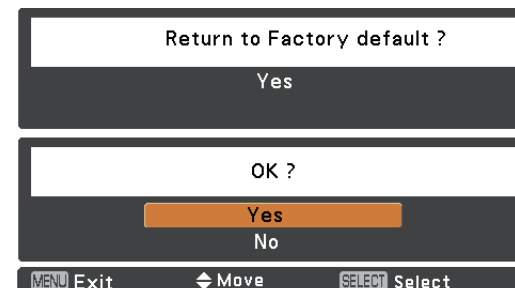 Return to Factory default ?
Yes
OK ?
Yes
No
MENU Exit Move SELECT Select